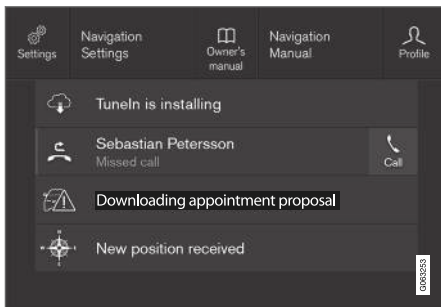 Settings
Navigation
Settings
Owner's
manual
Navigation
Manual
Profile
TuneIn is installing
Sebastian Petersson
Missed call
Call
Downloading appointment proposal
New position received
G063253